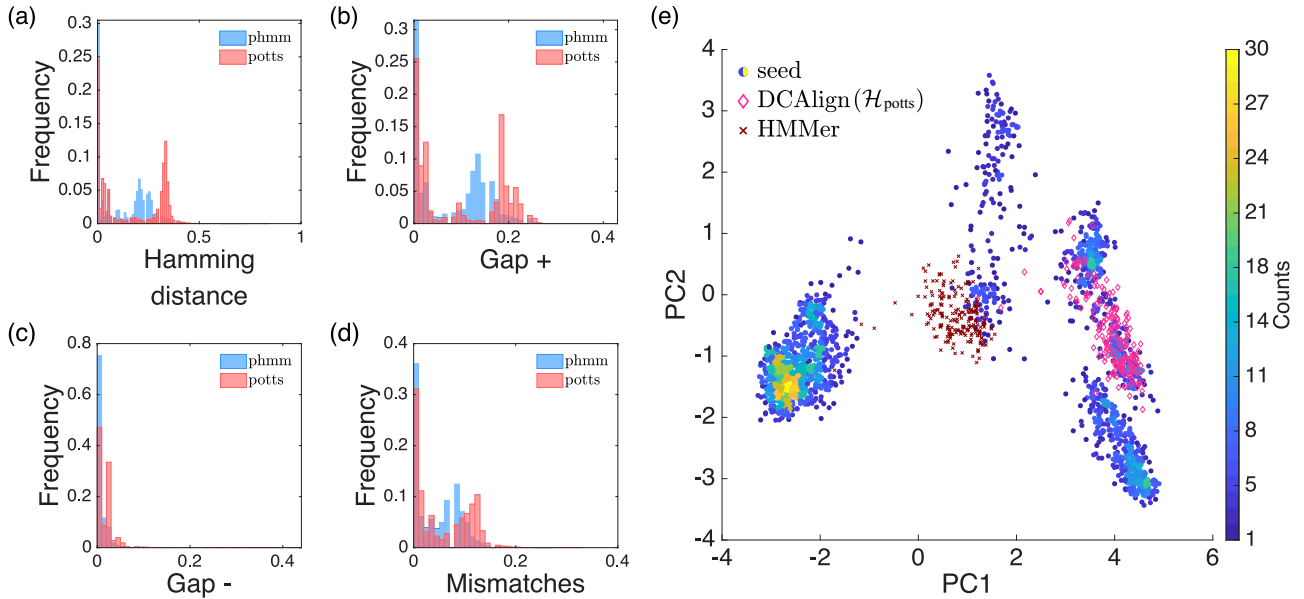 (a)
0.3
0.25
0.2
0.15
0.1
0.05
0
Frequency
phmm
potts
0
0.5
1
Hamming
distance
(b)
0.3
0.25
0.2
0.15
0.1
0.05
0
Frequency
phmm
potts
0
0.2
0.4
Gap +
(c)
0.8
0.6
0.4
0.2
0
Frequency
phmm
potts
0
0.2
0.4
Gap -
(d)
0.4
0.3
0.2
0.1
0
Frequency
phmm
potts
0
0.2
0.4
Mismatches
(e)
4
3
2
1
0
-1
-2
-3
-4
PC2
seed
DCAlign (ℋpotts)
HMMer
-4
-2
0
2
4
6
PC1
30
27
24
21
18
14
11
8
5
1
Counts